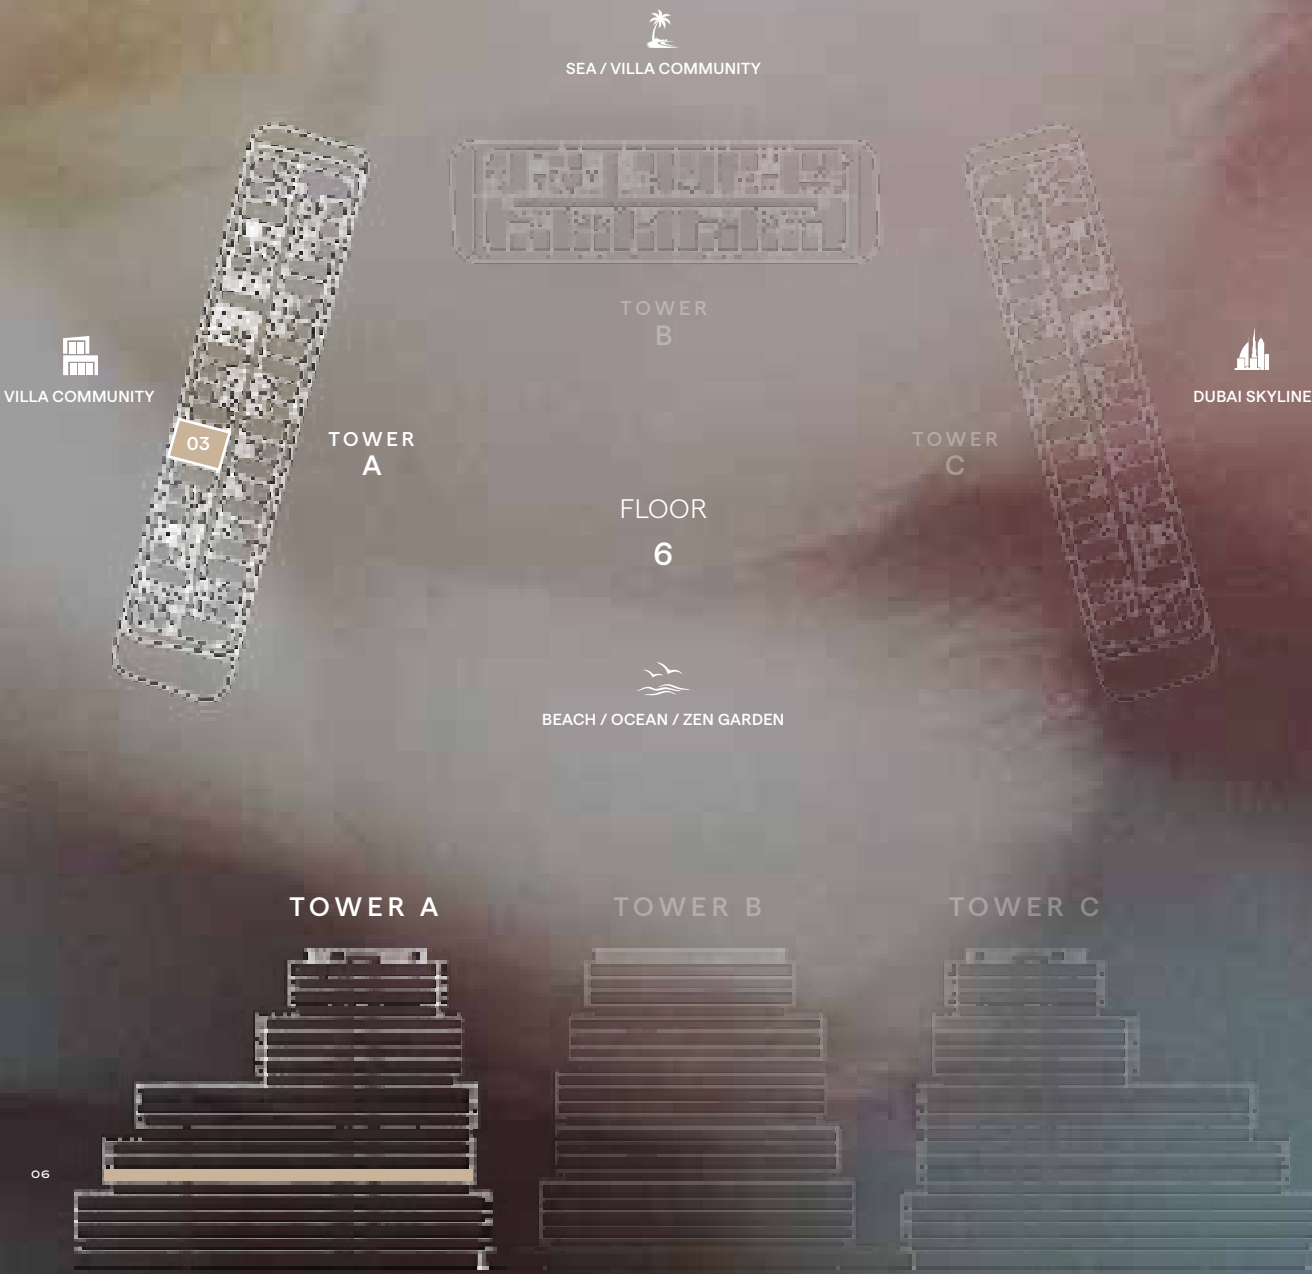 SEA / VILLA COMMUNITY
TOWER
B
VILLA COMMUNITY
DUBAI SKYLINE
03
TOWER
A
TOWER
C
FLOOR
6
BEACH / OCEAN / ZEN GARDEN
TOWER A
TOWER B
TOWER C
06